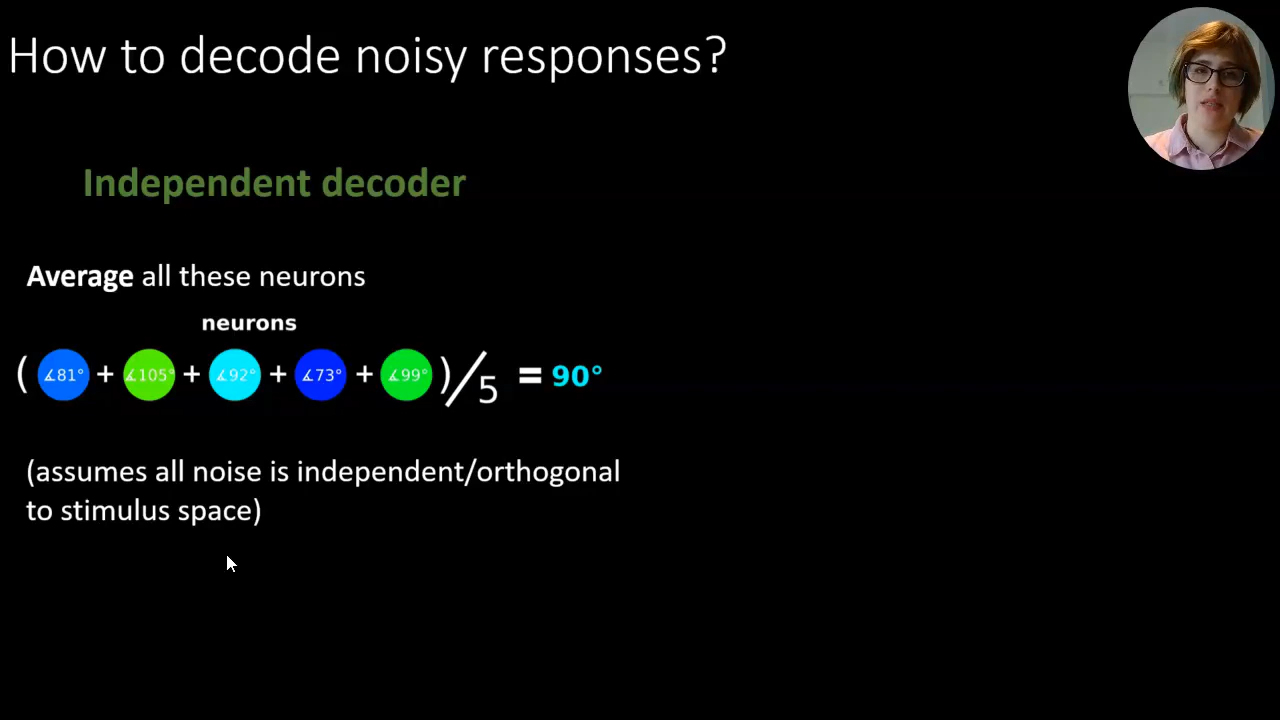 How to decode noisy responses?
Independent decoder
Average all these neurons
neurons
(∡81° + ∡105° + ∡92° + ∡73° + ∡99°)/5 = 90°
(assumes all noise is independent/orthogonal
to stimulus space)